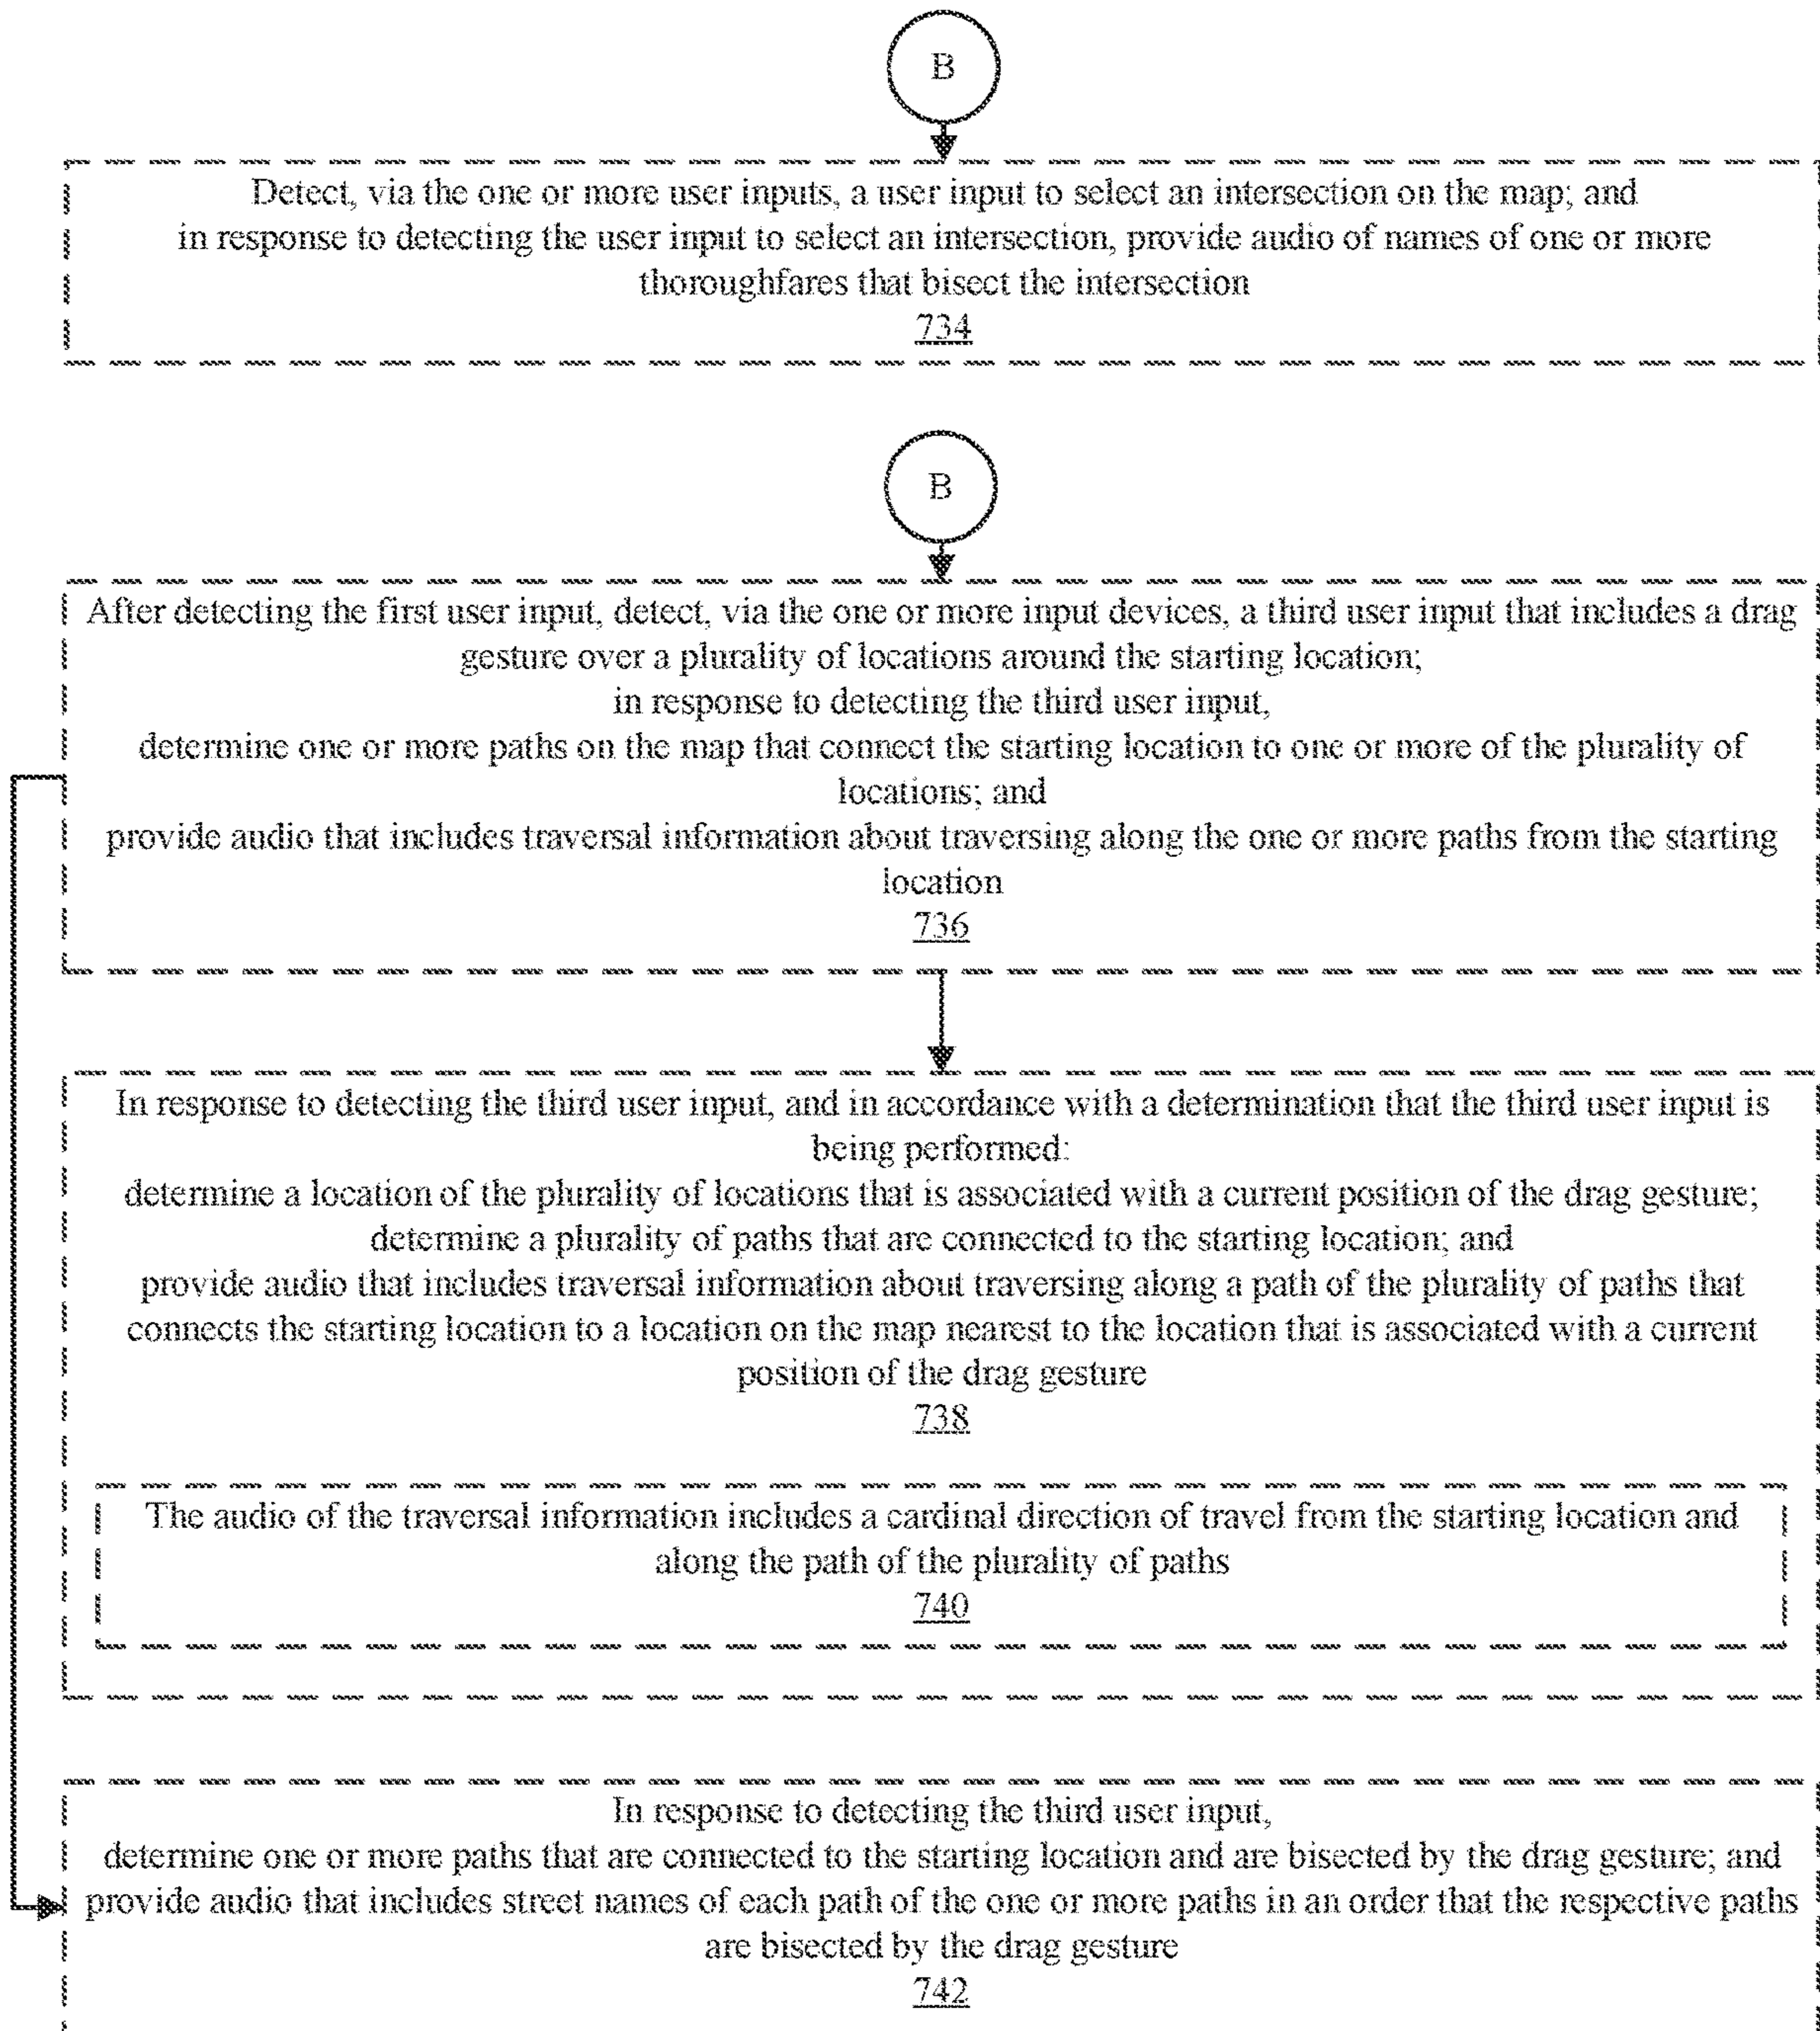 B
Detect, via the one or more user inputs, a user input to select an intersection on the map; and
in response to detecting the user input to select an intersection, provide audio of names of one or more
thoroughfares that bisect the intersection
734
B
After detecting the first user input, detect, via the one or more input devices, a third user input that includes a drag
gesture over a plurality of locations around the starting location;
in response to detecting the third user input,
determine one or more paths on the map that connect the starting location to one or more of the plurality of
locations; and
provide audio that includes traversal information about traversing along the one or more paths from the starting
location
736
In response to detecting the third user input, and in accordance with a determination that the third user input is
being performed:
determine a location of the plurality of locations that is associated with a current position of the drag gesture;
determine a plurality of paths that are connected to the starting location; and
provide audio that includes traversal information about traversing along a path of the plurality of paths that
connects the starting location to a location on the map nearest to the location that is associated with a current
position of the drag gesture
738
The audio of the traversal information includes a cardinal direction of travel from the starting location and
along the path of the plurality of paths
740
In response to detecting the third user input,
determine one or more paths that are connected to the starting location and are bisected by the drag gesture; and
provide audio that includes street names of each path of the one or more paths in an order that the respective paths
are bisected by the drag gesture
742